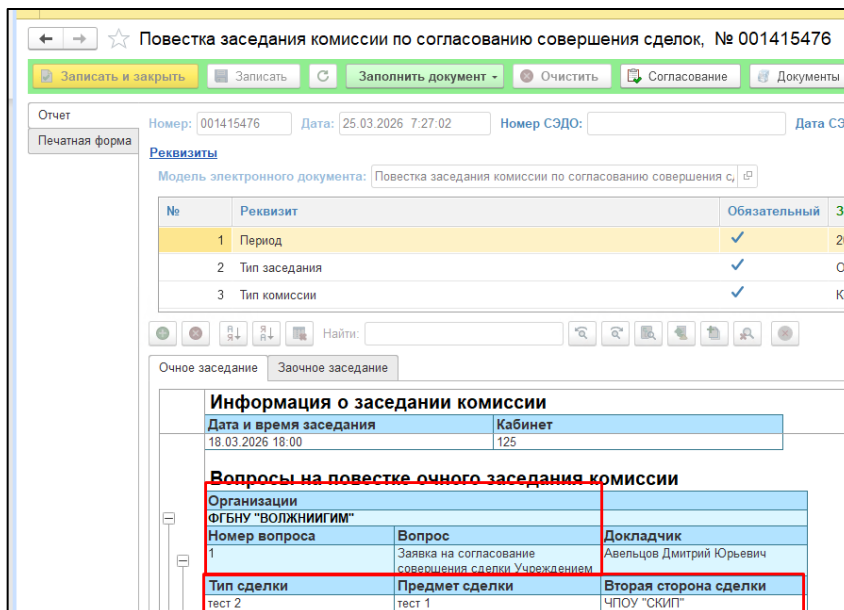 Повестка заседания комиссии по согласованию совершения сделок, № 001415476
Записать и закрыть Записать Заполнить документ Очистить Согласование Документы
Отчет
Печатная форма
Номер: 001415476 Дата: 25.03.2026 7:27:02 Номер СЭДО: Дата СЭ
Реквизиты
Модель электронного документа: Повестка заседания комиссии по согласованию совершения с,
№ Реквизит Обязательный З
1 Период 2
2 Тип заседания О
3 Тип комиссии К
Найти:
Очное заседание Заочное заседание
Информация о заседании комиссии
Дата и время заседания Кабинет
18.03.2026 18:00 125
Вопросы на повестке очного заседания комиссии
Организации
ФГБНУ "ВОЛЖНИИГИМ"
Номер вопроса Вопрос Докладчик
1 Заявка на согласование Авельцов Дмитрий Юрьевич
совершения сделки Учреждением
Тип сделки Предмет сделки Вторая сторона сделки
тест 2 тест 1 ЧПОУ "СКИП"